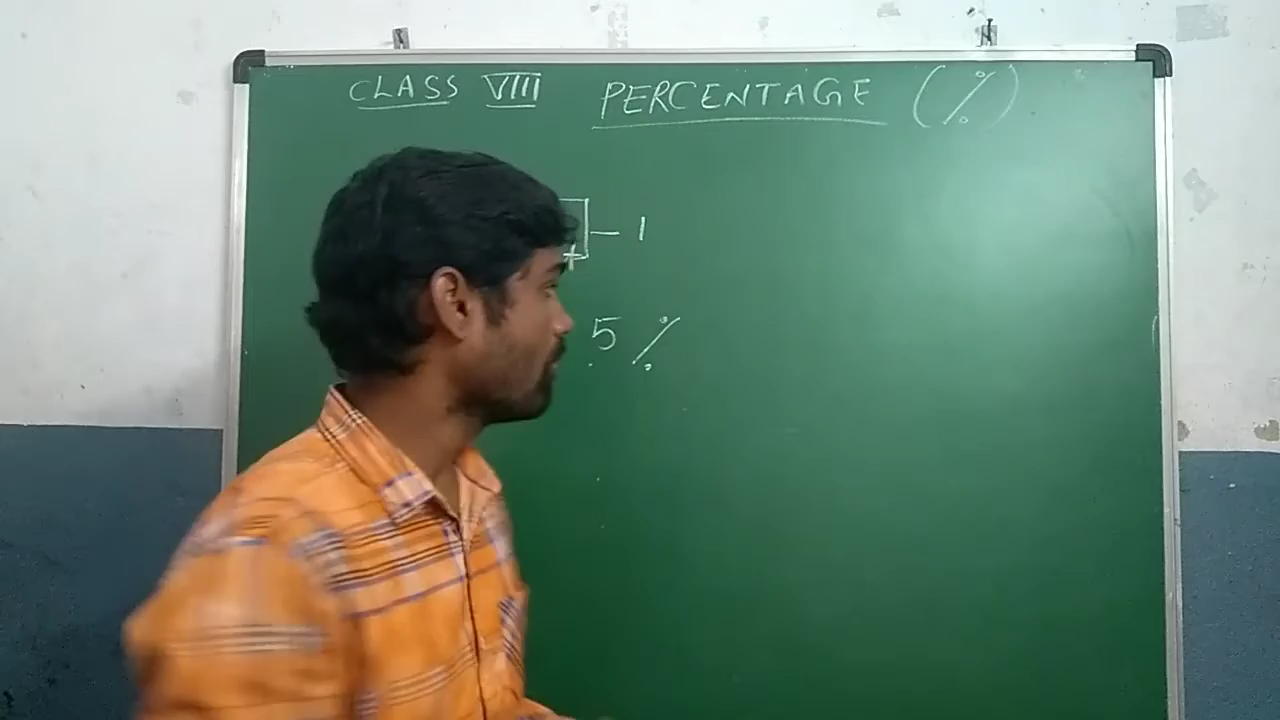 CLASS VIII PERCENTAGE (%)
+ — 1
5 %